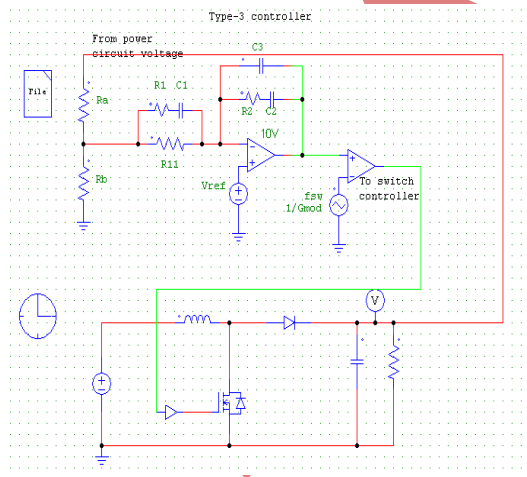 Type-3 controller
From power
circuit voltage
C3
File
R1 C1
Ra
R2 C2
10V
R11
Rb
Vref
To switch
controller
fsw
1/Gmod
V